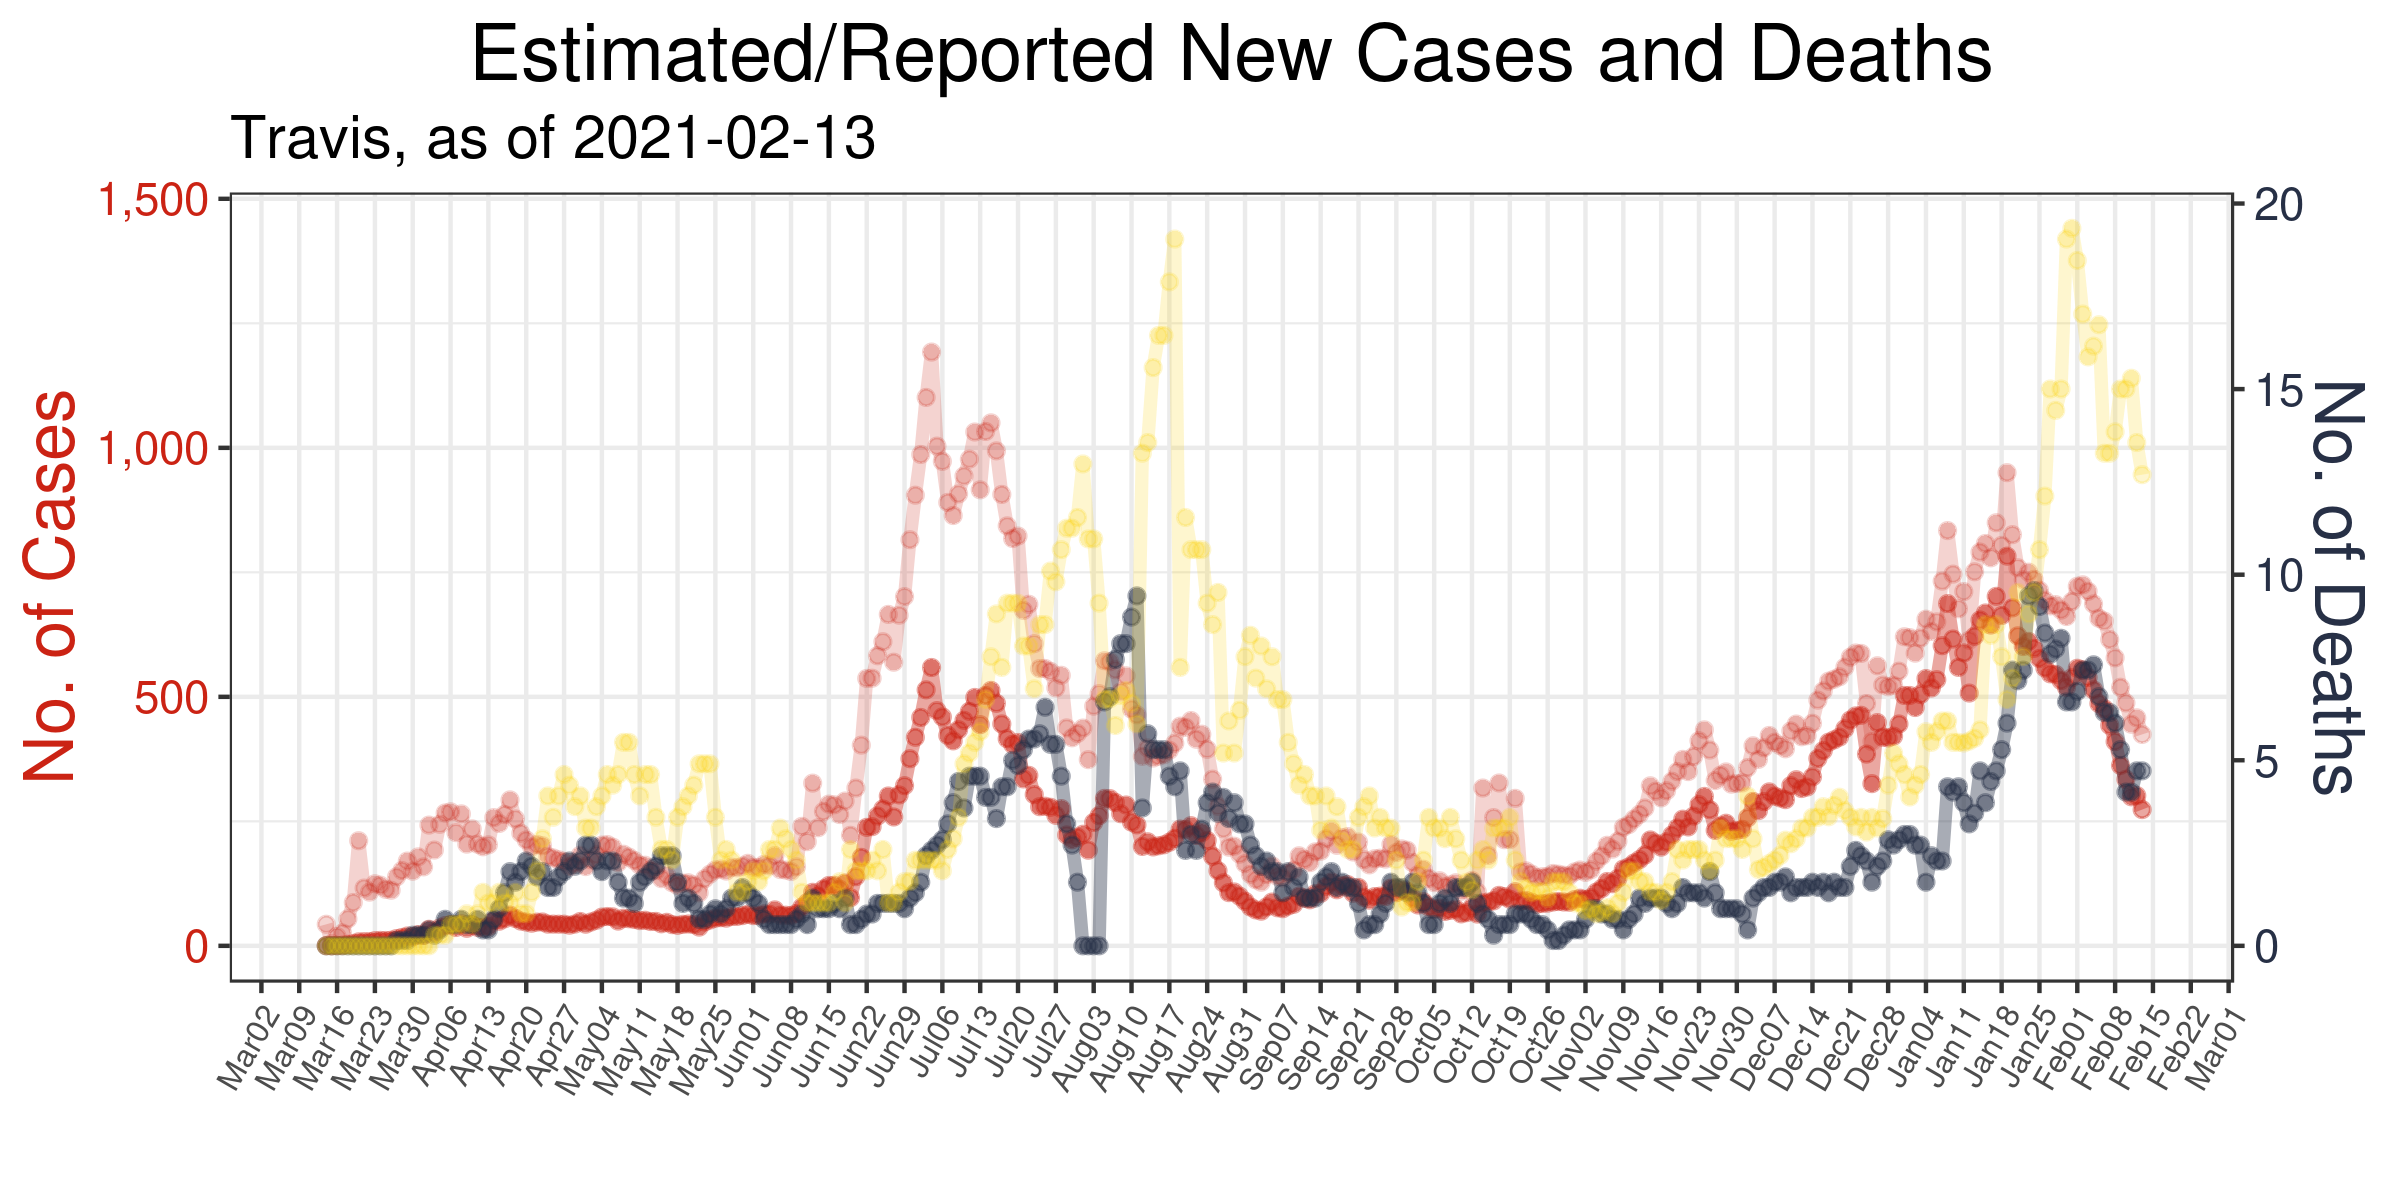 Estimated/Reported New Cases and Deaths
Travis, as of 2021-02-13
No. of Cases
1,500
1,000
500
0
20
15
10
5
0
No. of Deaths
Mar02
Mar09
Mar16
Mar23
Mar30
Apr06
Apr13
Apr20
Apr27
May04
May11
May18
May25
Jun01
Jun08
Jun15
Jun22
Jun29
Jul06
Jul13
Jul20
Jul27
Aug03
Aug10
Aug17
Aug24
Aug31
Sep07
Sep14
Sep21
Sep28
Oct05
Oct12
Oct19
Oct26
Nov02
Nov09
Nov16
Nov23
Nov30
Dec07
Dec14
Dec21
Dec28
Jan04
Jan11
Jan18
Jan25
Feb01
Feb08
Feb15
Feb22
Mar01